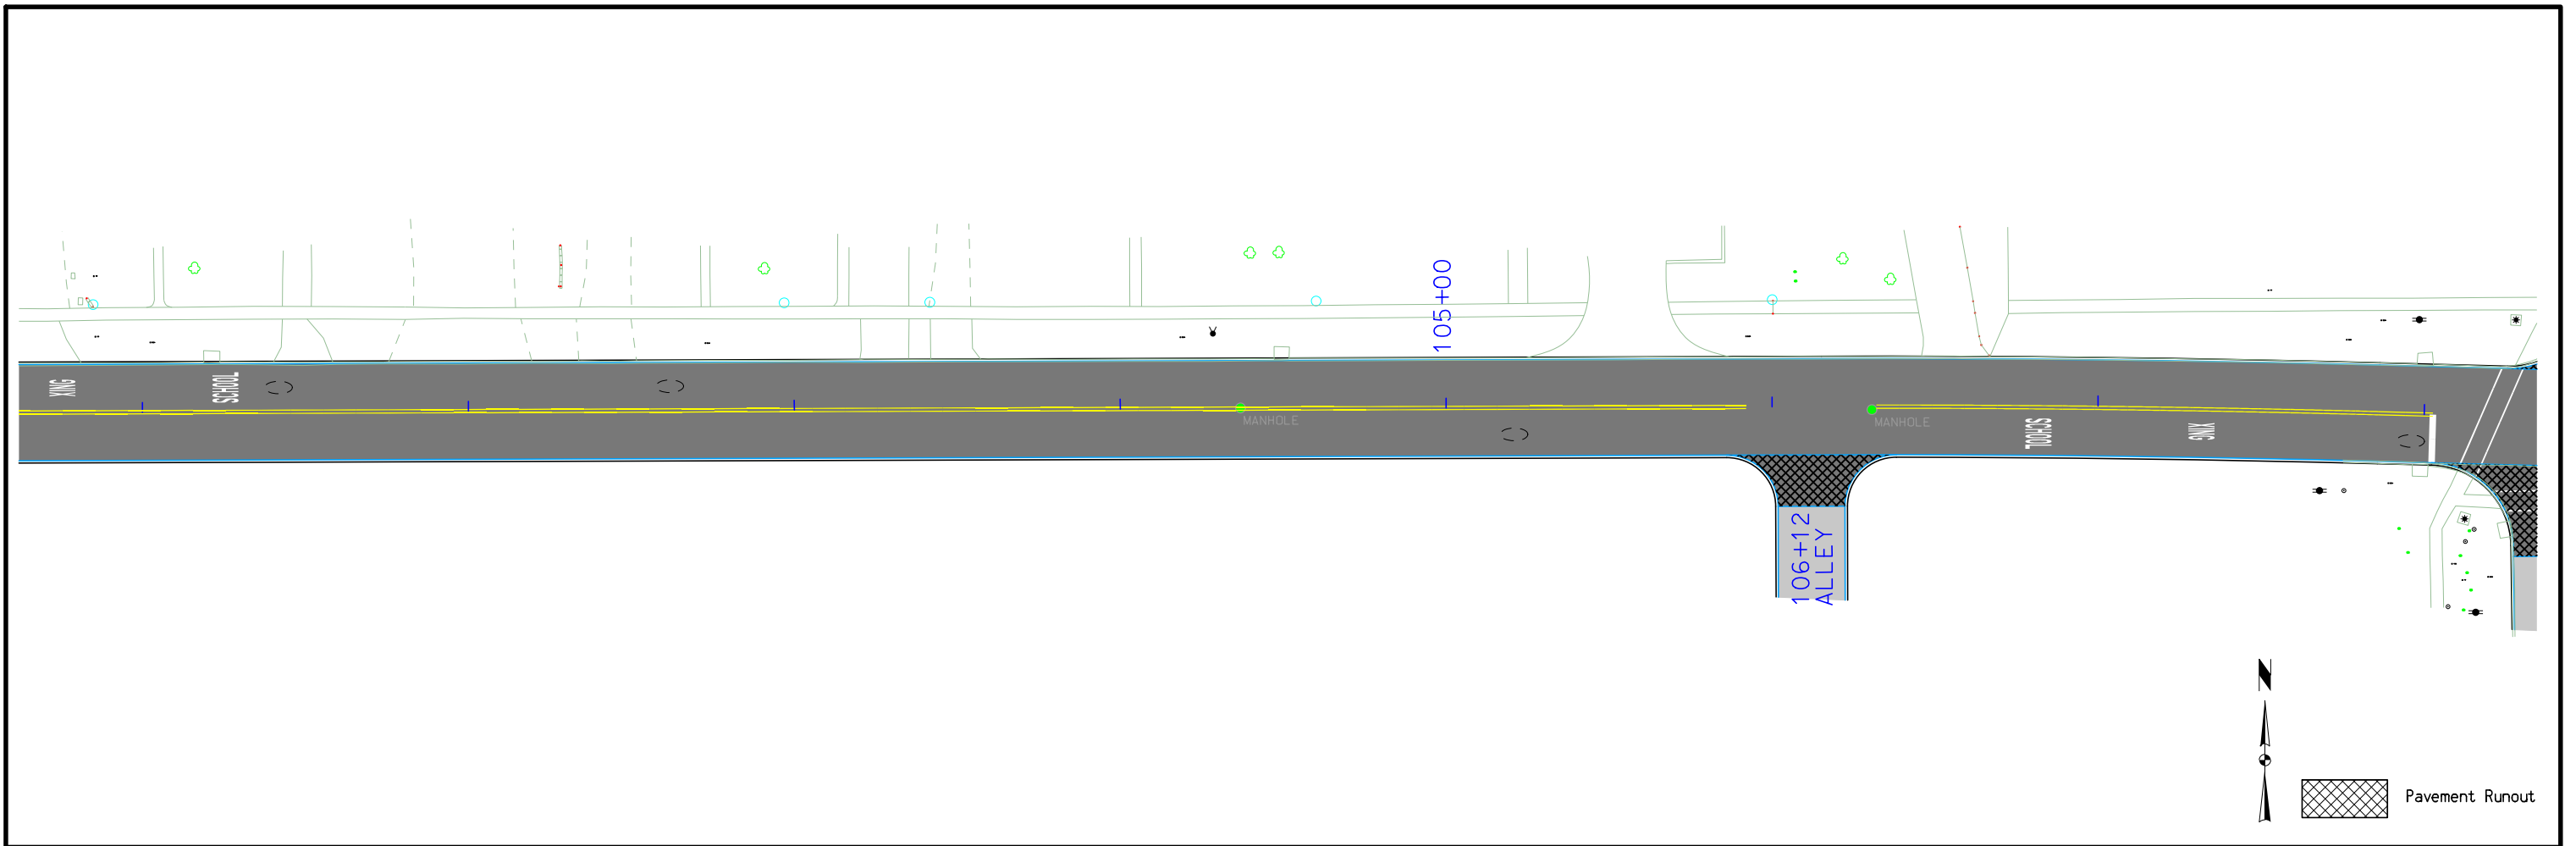 105+00
XING
SCHOOL
MANHOLE
MANHOLE
SCHOOL
XING
106+12
ALLEY
N
Pavement Runout